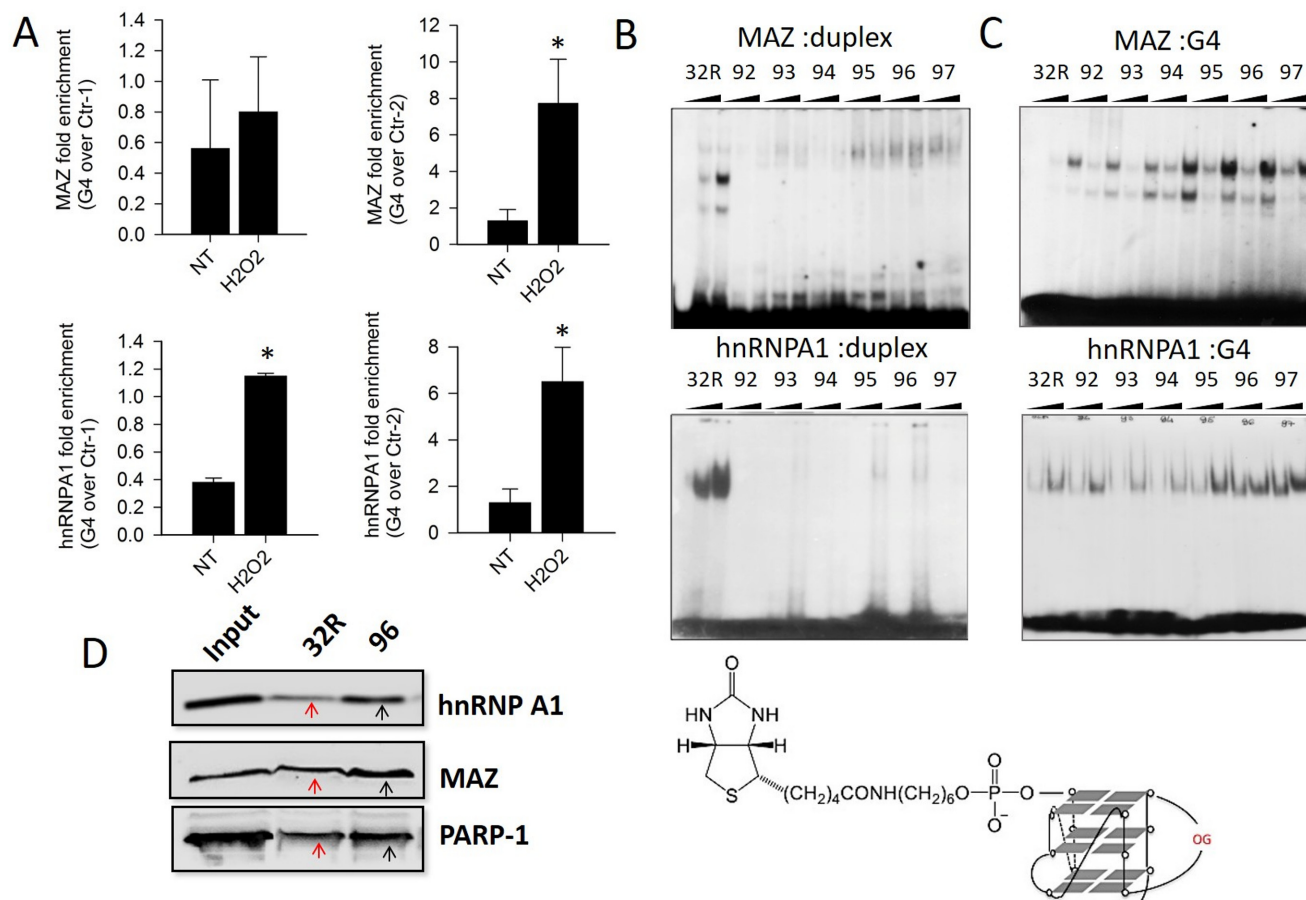 A
MAZ fold enrichment
(G4 over Ctr-1)
1.4
1.2
1.0
0.8
0.6
0.4
0.2
0.0
NT
H2O2
MAZ fold enrichment
(G4 over Ctr-2)
12
10
8
6
4
2
0
*
NT
H2O2
hnRNPA1 fold enrichment
(G4 over Ctr-1)
1.4
1.2
1.0
0.8
0.6
0.4
0.2
0.0
*
NT
H2O2
hnRNPA1 fold enrichment
(G4 over Ctr-2)
8
6
4
2
0
*
NT
H2O2
B
MAZ :duplex
32R 92 93 94 95 96 97
hnRNPA1 :duplex
32R 92 93 94 95 96 97
C
MAZ :G4
32R 92 93 94 95 96 97
hnRNPA1 :G4
32R 92 93 94 95 96 97
D
Input 32R 96
hnRNP A1
MAZ
PARP-1
O
HN NH
H H
S
(CH2)4CONH(CH2)6O P O
O
O-
OG